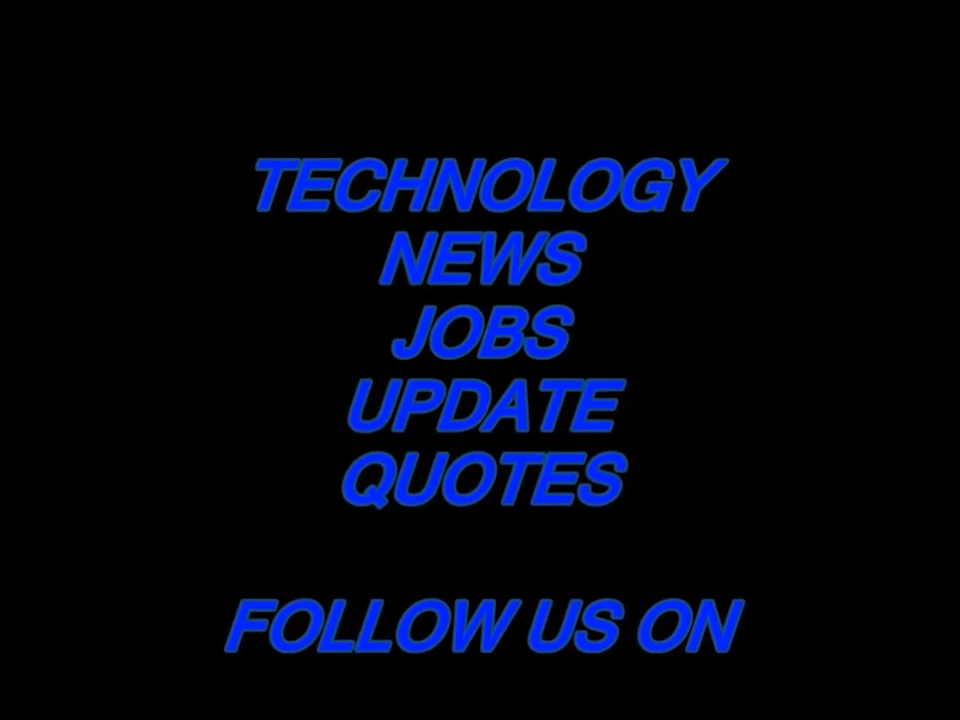 TECHNOLOGY
NEWS
JOBS
UPDATE
QUOTES
FOLLOW US ON